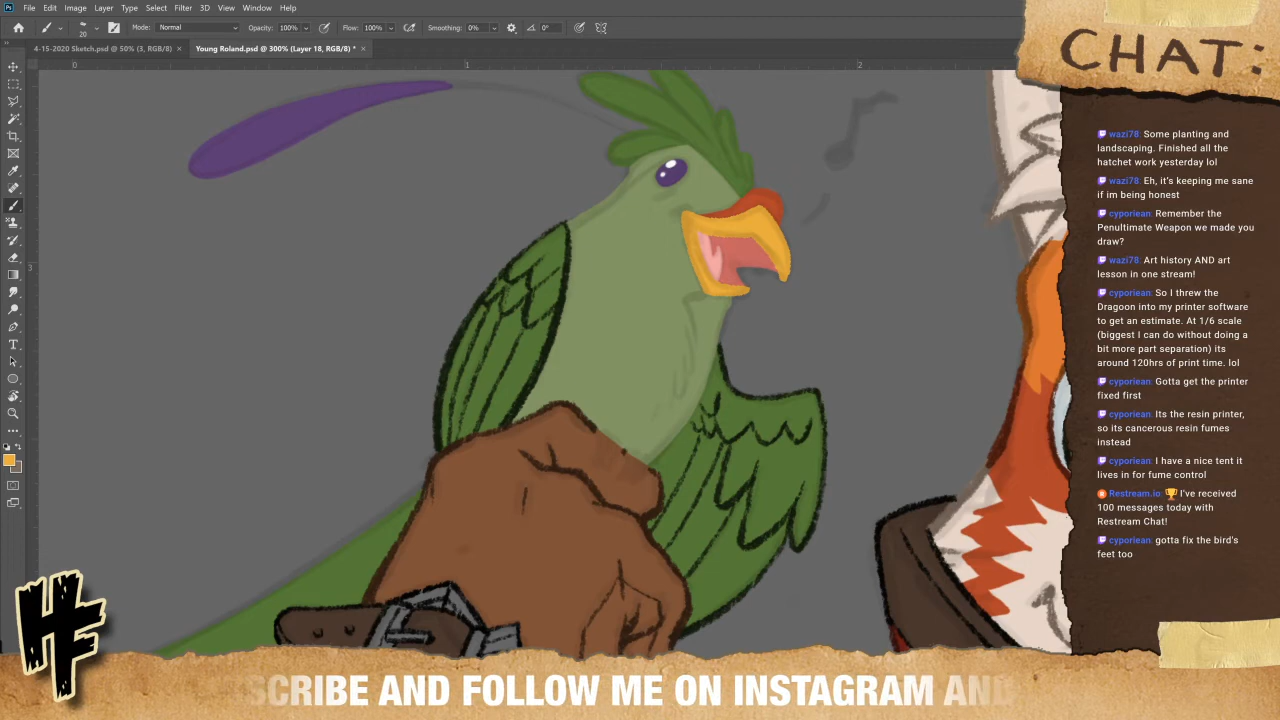 File Edit Image Layer Type Select Filter 3D View Window Help
20 Mode: Normal Opacity: 100% Flow: 100% Smoothing: 0% 0°
4-15-2020 Sketch.psd @ 50% (3, RGB/8) × Young Roland.psd @ 300% (Layer 18, RGB/8) * ×
0 1 2
3
CHAT:
wazi78: Some planting and
landscaping. Finished all the
hatchet work yesterday lol
wazi78: Eh, it's keeping me sane
if im being honest
cyporiean: Remember the
Penultimate Weapon we made you
draw?
wazi78: Art history AND art
lesson in one stream!
cyporiean: So I threw the
Dragoon into my printer software
to get an estimate. At 1/6 scale
(biggest I can do without doing a
bit more part separation) its
around 120hrs of print time. lol
cyporiean: Gotta get the printer
fixed first
cyporiean: Its the resin printer,
so its cancerous resin fumes
instead
cyporiean: I have a nice tent it
lives in for fume control
Restream.io: 🏆 I've received
100 messages today with
Restream Chat!
cyporiean: gotta fix the bird's
feet too
HF
SCRIBE AND FOLLOW ME ON INSTAGRAM AND